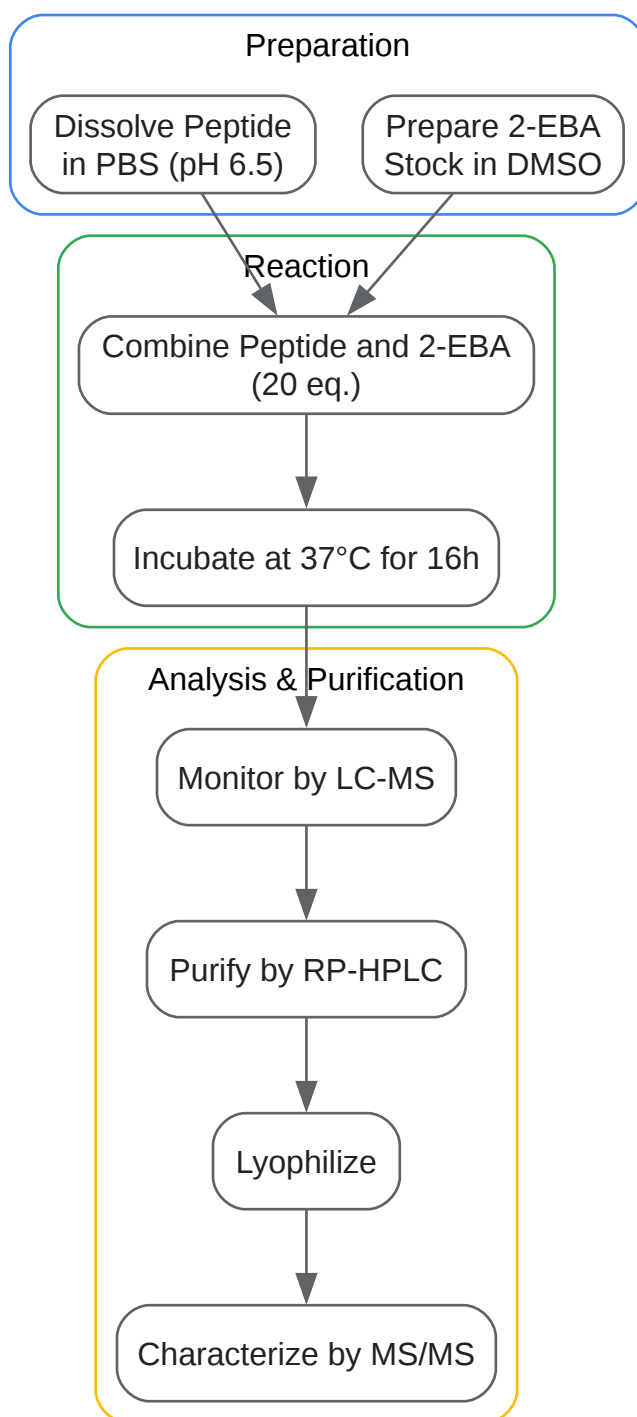 Preparation
Dissolve Peptide
in PBS (pH 6.5)
Prepare 2-EBA
Stock in DMSO
Reaction
Combine Peptide and 2-EBA
(20 eq.)
Incubate at 37°C for 16h
Analysis & Purification
Monitor by LC-MS
Purify by RP-HPLC
Lyophilize
Characterize by MS/MS